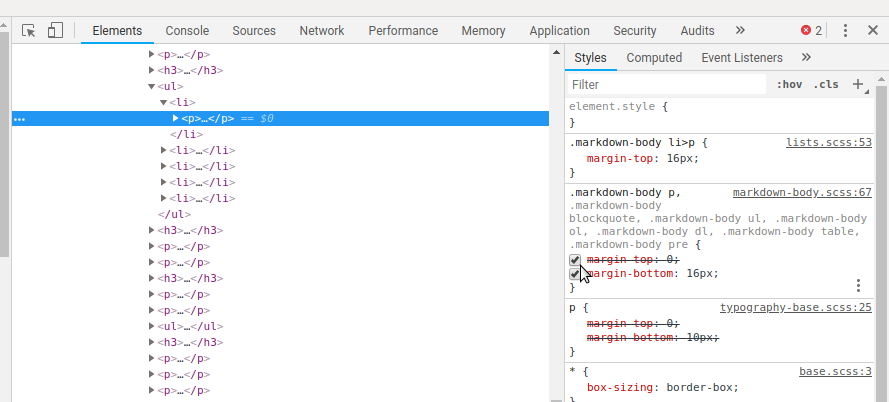 Elements Console Sources Network Performance Memory Application Security Audits » 2
<p>…</p>
<h3>…</h3>
<ul>
<li>
… <p>…</p> == $0
</li>
<li>…</li>
<li>…</li>
<li>…</li>
<li>…</li>
</ul>
<h3>…</h3>
<p>…</p>
<p>…</p>
<h3>…</h3>
<p>…</p>
<p>…</p>
<ul>…</ul>
<h3>…</h3>
<p>…</p>
<p>…</p>
<p>…</p>
Styles Computed Event Listeners »
Filter :hov .cls +
element.style {
}
.markdown-body li>p { lists.scss:53
margin-top: 16px;
}
.markdown-body p, markdown-body.scss:67
.markdown-body
blockquote, .markdown-body ul, .markdown-body
ol, .markdown-body dl, .markdown-body table,
.markdown-body pre {
margin-top: 0;
margin-bottom: 16px;
}
p { typography-base.scss:25
margin-top: 0;
margin-bottom: 10px;
}
* { base.scss:3
box-sizing: border-box;